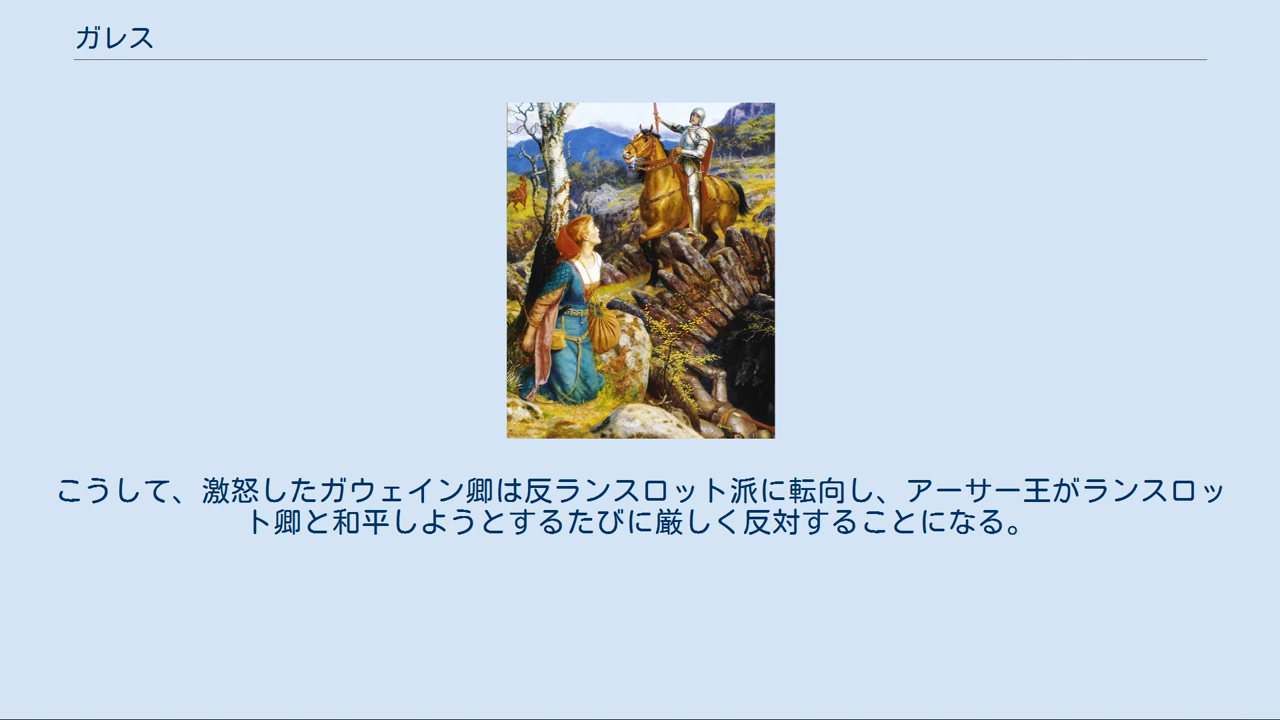 ガレス
こうして、激怒したガウェイン卿は反ランスロット派に転向し、アーサー王がランスロッ
ト卿と和平しようとするたびに厳しく反対することになる。